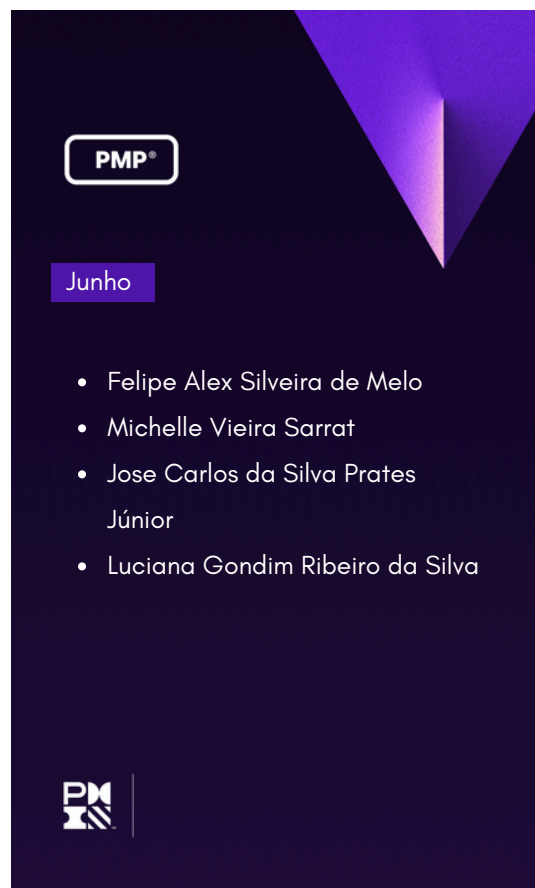 PMP®
Junho
• Felipe Alex Silveira de Melo
• Michelle Vieira Sarrat
• Jose Carlos da Silva Prates
Júnior
• Luciana Gondim Ribeiro da Silva
PMI™